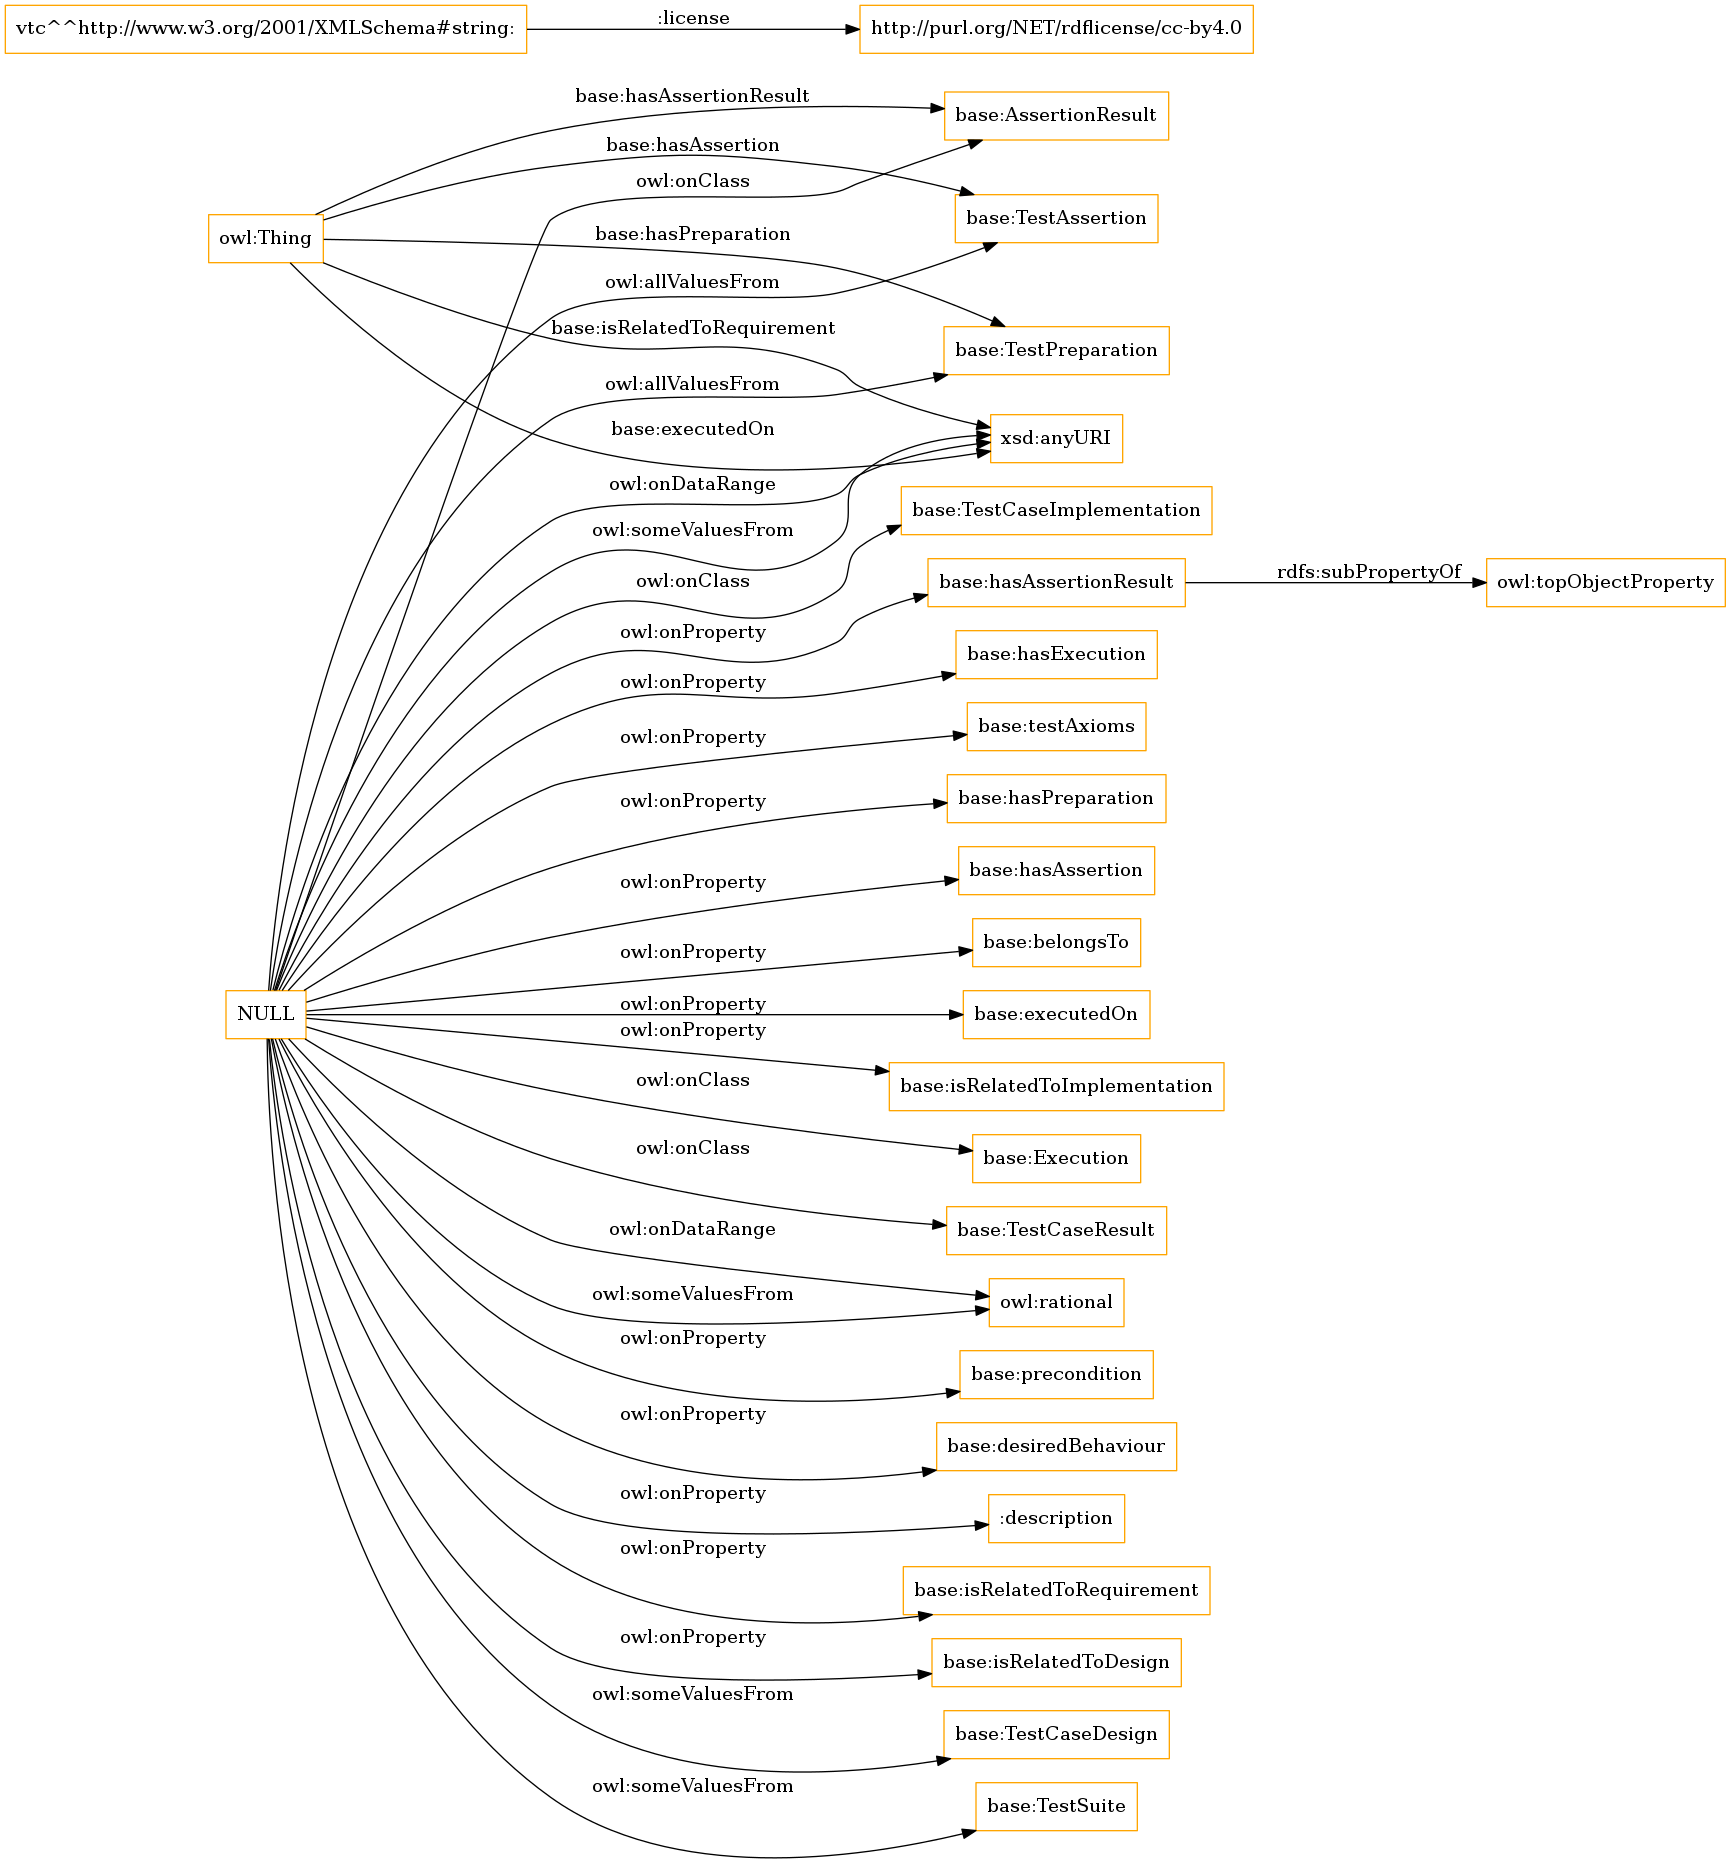 vtc^^http://www.w3.org/2001/XMLSchema#string:
:license
http://purl.org/NET/rdflicense/cc-by4.0
base:hasAssertionResult
base:AssertionResult
base:hasAssertion
owl:onClass
base:TestAssertion
owl:Thing
base:hasPreparation
owl:allValuesFrom
base:isRelatedToRequirement
base:TestPreparation
owl:allValuesFrom
base:executedOn
xsd:anyURI
owl:onDataRange
base:TestCaseImplementation
owl:someValuesFrom
owl:onClass
base:hasAssertionResult
rdfs:subPropertyOf
owl:topObjectProperty
owl:onProperty
base:hasExecution
owl:onProperty
base:testAxioms
owl:onProperty
base:hasPreparation
owl:onProperty
base:hasAssertion
owl:onProperty
base:belongsTo
owl:onProperty
NULL
owl:onProperty
base:executedOn
owl:onProperty
base:isRelatedToImplementation
owl:onClass
base:Execution
owl:onClass
base:TestCaseResult
owl:onDataRange
owl:rational
owl:someValuesFrom
owl:onProperty
base:precondition
owl:onProperty
base:desiredBehaviour
owl:onProperty
:description
owl:onProperty
base:isRelatedToRequirement
owl:onProperty
base:isRelatedToDesign
owl:someValuesFrom
base:TestCaseDesign
owl:someValuesFrom
base:TestSuite